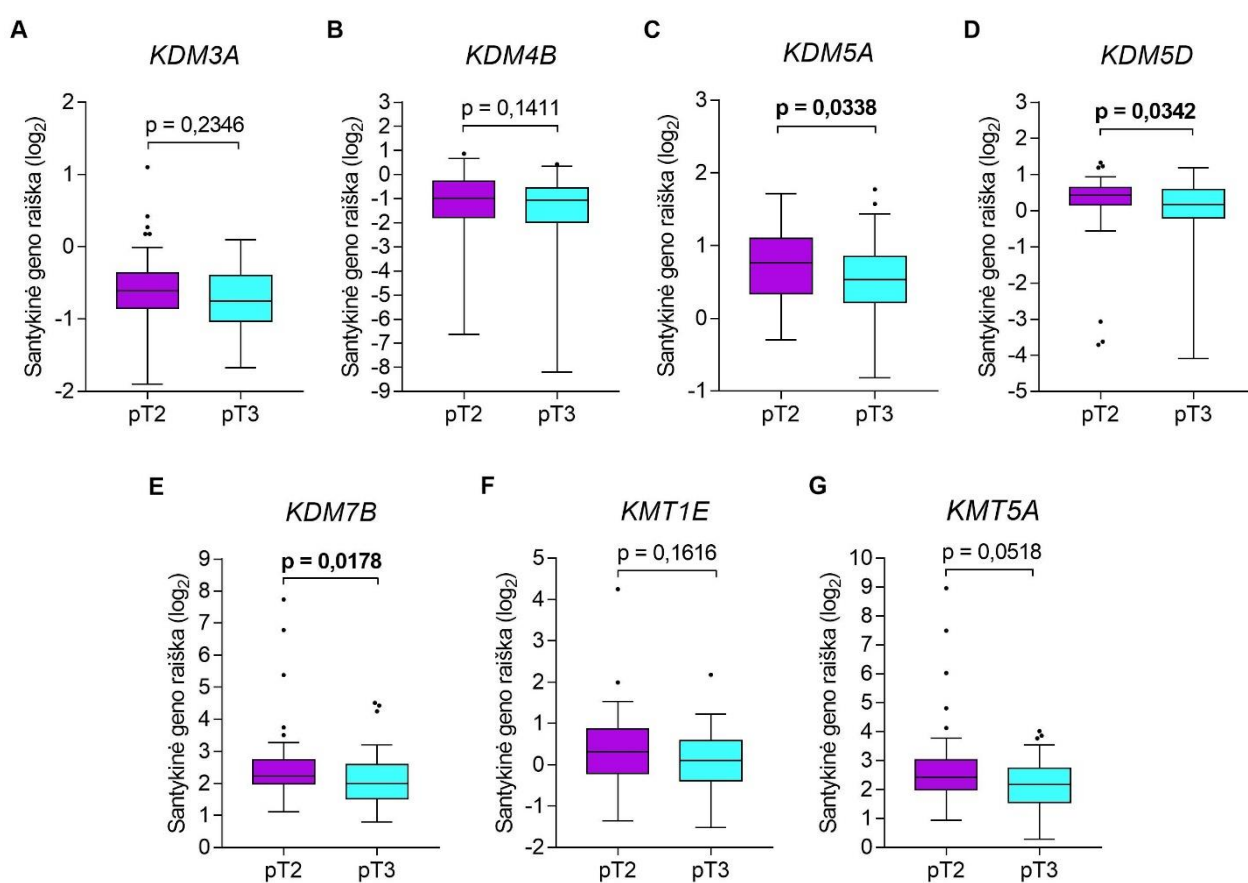 A
KDM3A
Santykinė geno raiška (log2)
2
1
0
-1
-2
p = 0,2346
pT2
pT3
B
KDM4B
Santykinė geno raiška (log2)
3
2
1
0
-1
-2
-3
-4
-5
-6
-7
-8
-9
p = 0,1411
pT2
pT3
C
KDM5A
Santykinė geno raiška (log2)
3
2
1
0
-1
p = 0,0338
pT2
pT3
D
KDM5D
Santykinė geno raiška (log2)
3
2
1
0
-1
-2
-3
-4
-5
p = 0,0342
pT2
pT3
E
KDM7B
Santykinė geno raiška (log2)
9
8
7
6
5
4
3
2
1
0
p = 0,0178
pT2
pT3
F
KMT1E
Santykinė geno raiška (log2)
5
4
3
2
1
0
-1
-2
p = 0,1616
pT2
pT3
G
KMT5A
Santykinė geno raiška (log2)
10
9
8
7
6
5
4
3
2
1
0
p = 0,0518
pT2
pT3